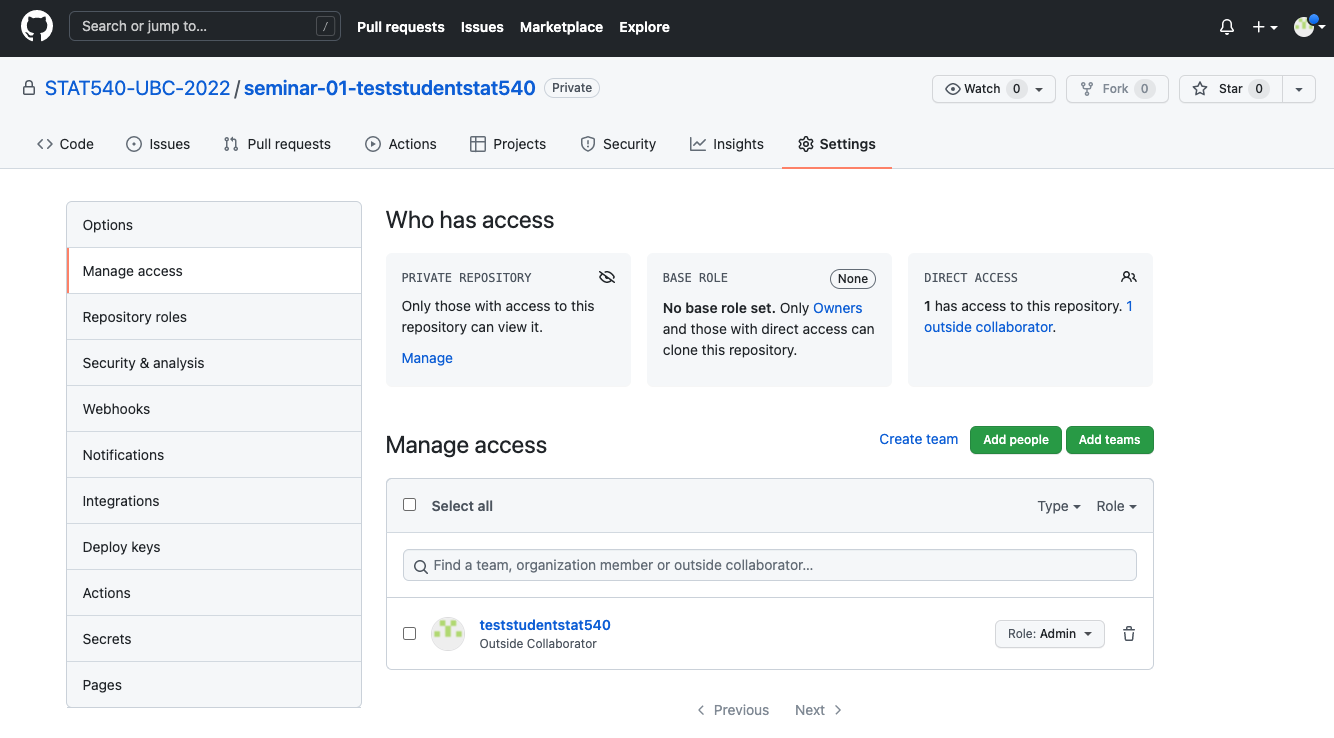 Search or jump to... /
Pull requests Issues Marketplace Explore
STAT540-UBC-2022 / seminar-01-teststudentstat540 Private
Watch 0 Fork 0 Star 0
Code Issues Pull requests Actions Projects Security Insights Settings
Options
Manage access
Repository roles
Security & analysis
Webhooks
Notifications
Integrations
Deploy keys
Actions
Secrets
Pages
Who has access
PRIVATE REPOSITORY
Only those with access to this
repository can view it.
Manage
BASE ROLE None
No base role set. Only Owners
and those with direct access can
clone this repository.
DIRECT ACCESS
1 has access to this repository. 1
outside collaborator.
Manage access
Create team Add people Add teams
Select all Type Role
Find a team, organization member or outside collaborator...
teststudentstat540
Outside Collaborator
Role: Admin
Previous Next